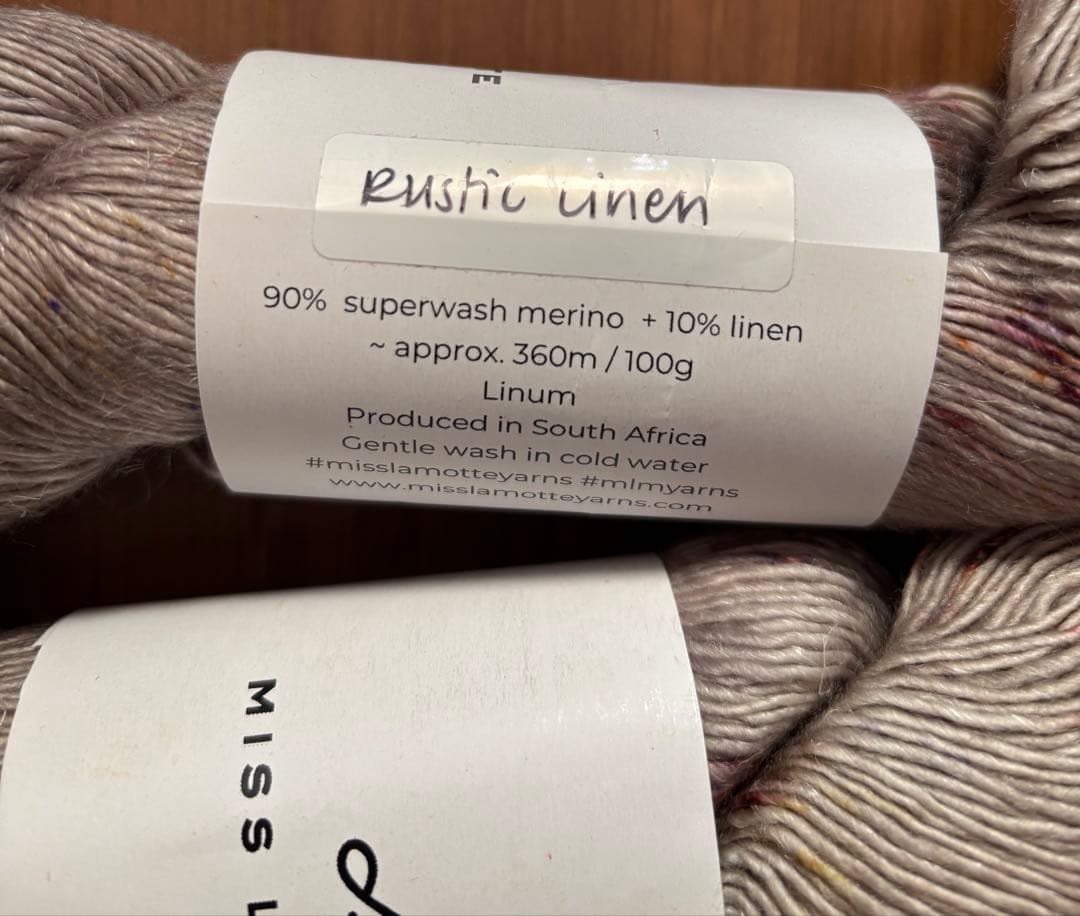 TE
Rustic Linen
90% superwash merino + 10% linen
~ approx. 360m / 100g
Linum
Produced in South Africa
Gentle wash in cold water
#misslamotteyarns #mlmyarns
www.misslamotteyarns.com
MISS L